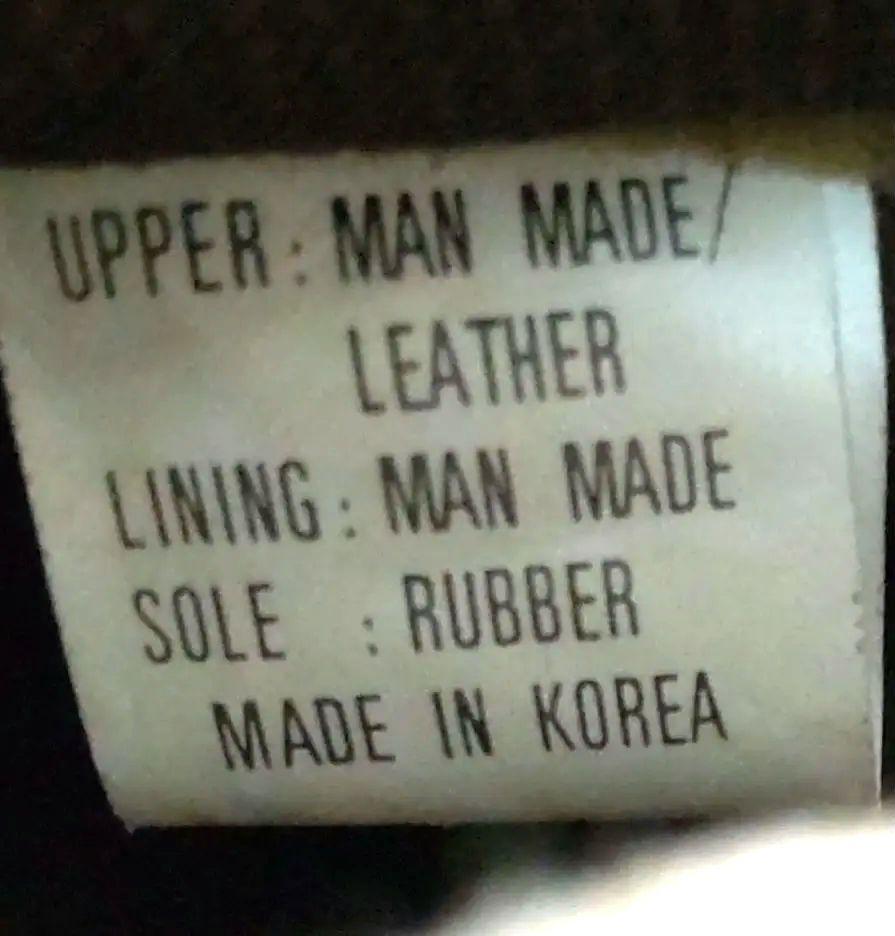 UPPER : MAN MADE/
LEATHER
LINING : MAN MADE
SOLE : RUBBER
MADE IN KOREA